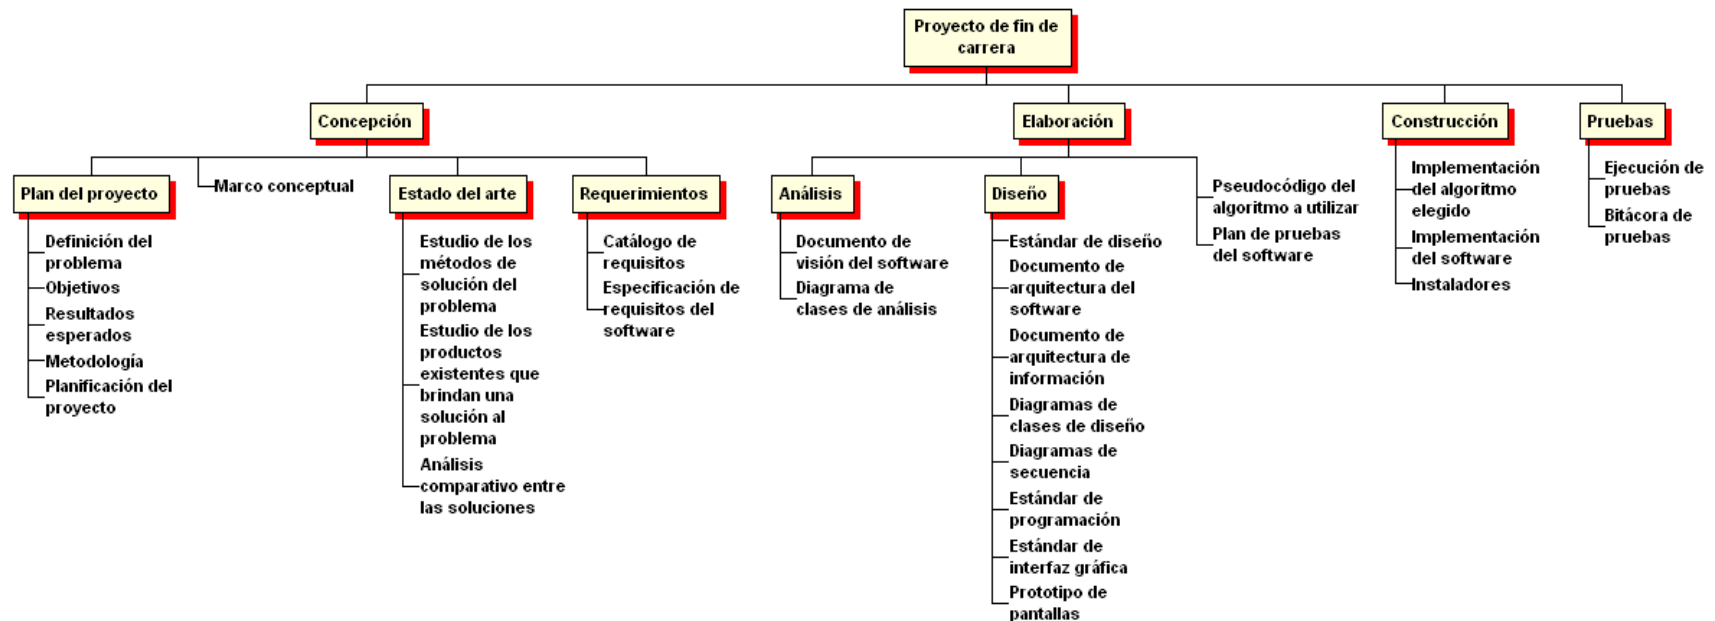 Proyecto de fin de
carrera
Concepción
Elaboración
Construcción
Pruebas
Plan del proyecto
Definición del
problema
Objetivos
Resultados
esperados
Metodología
Planificación del
proyecto
Marco conceptual
Estado del arte
Estudio de los
métodos de
solución del
problema
Estudio de los
productos
existentes que
brindan una
solución al
problema
Análisis
comparativo entre
las soluciones
Requerimientos
Catálogo de
requisitos
Especificación de
requisitos del
software
Análisis
Documento de
visión del software
Diagrama de
clases de análisis
Diseño
Estándar de diseño
Documento de
arquitectura del
software
Documento de
arquitectura de
información
Diagramas de
clases de diseño
Diagramas de
secuencia
Estándar de
programación
Estándar de
interfaz gráfica
Prototipo de
pantallas
Pseudocódigo del
algoritmo a utilizar
Plan de pruebas
del software
Implementación
del algoritmo
elegido
Implementación
del software
Instaladores
Ejecución de
pruebas
Bitácora de
pruebas